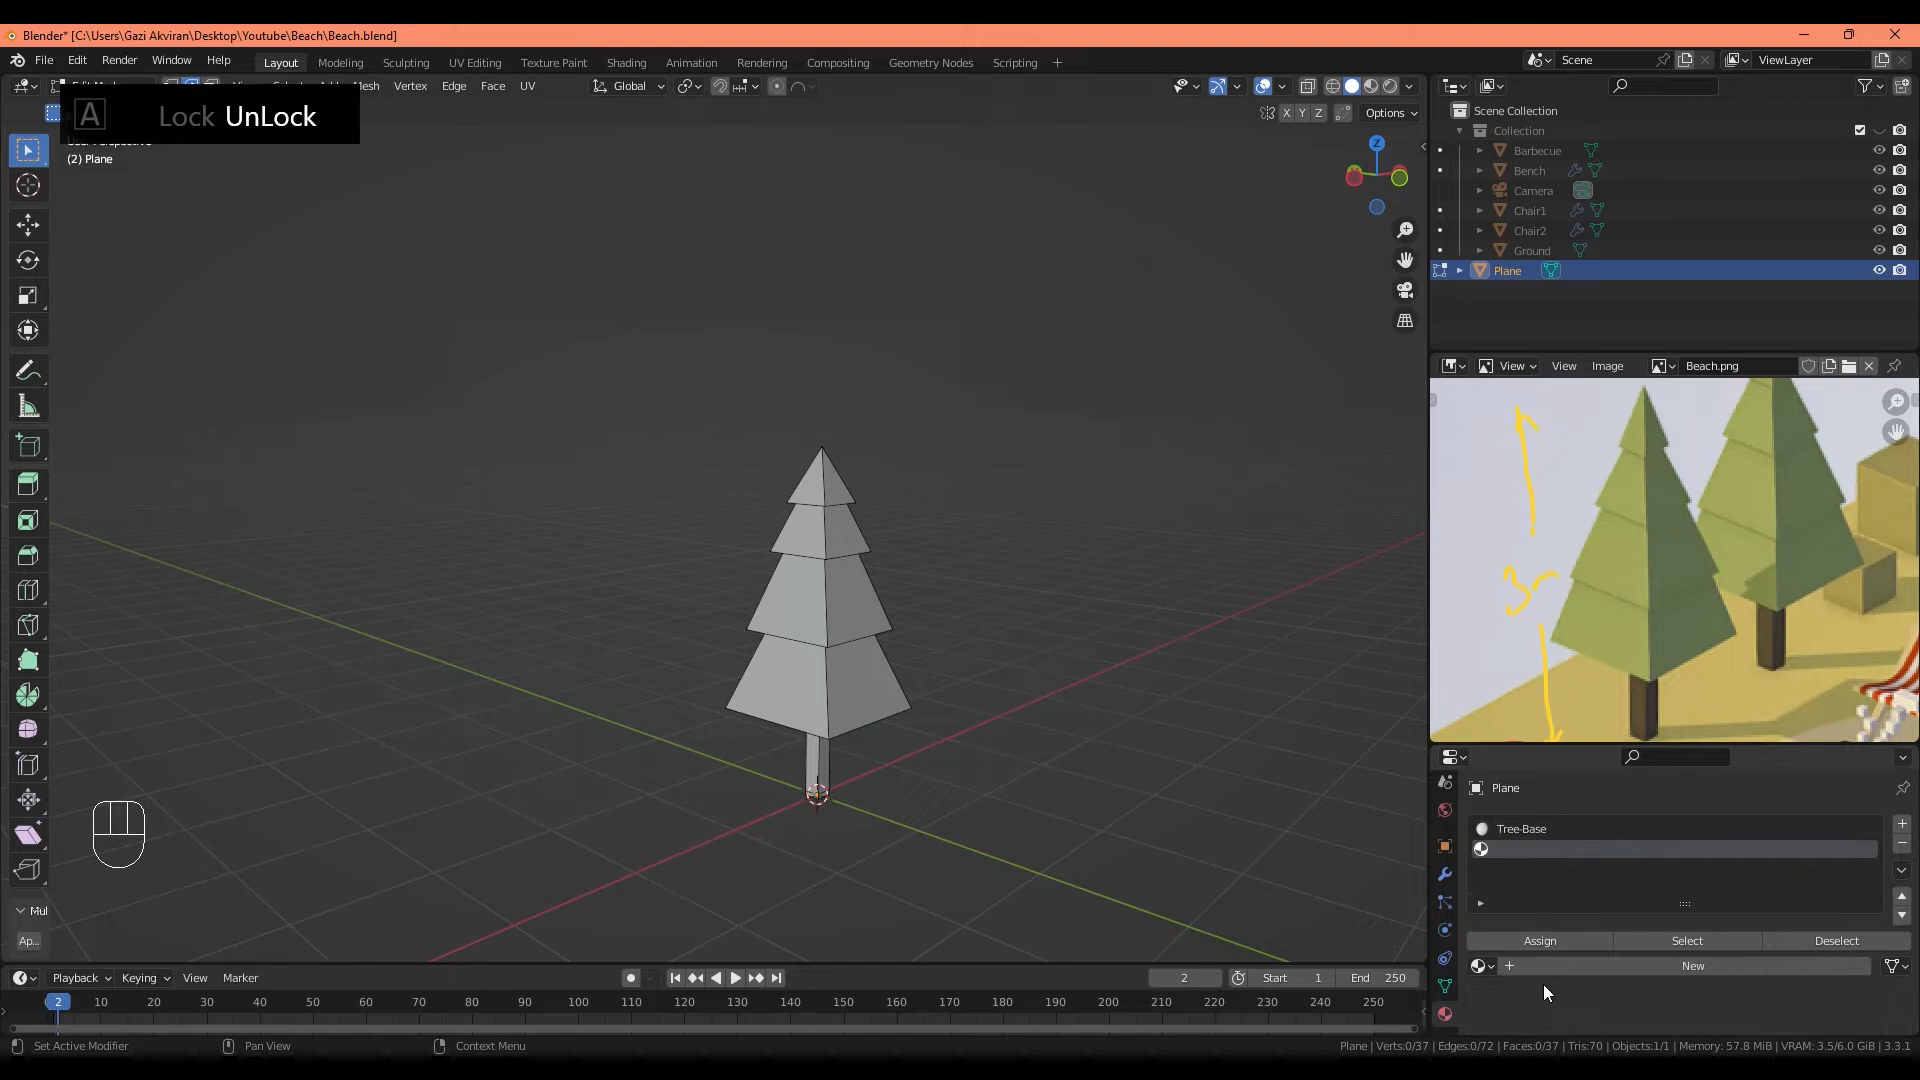 Blender* [C:\Users\Gazi Akviran\Desktop\Youtube\Beach\Beach.blend]
File Edit Render Window Help Layout Modeling Sculpting UV Editing Texture Paint Shading Animation Rendering Compositing Geometry Nodes Scripting + Scene ViewLayer
Mesh Vertex Edge Face UV Global
A Lock UnLock
X Y Z Options
(2) Plane
Z
Scene Collection
Collection
Barbecue
Bench
Camera
Chair1
Chair2
Ground
Plane
View View Image Beach.png
Plane
Tree-Base
Assign Select Deselect
New
Mul
Ap...
Playback Keying View Marker 2 Start 1 End 250
2 10 20 30 40 50 60 70 80 90 100 110 120 130 140 150 160 170 180 190 200 210 220 230 240 250
Set Active Modifier Pan View Context Menu Plane | Verts:0/37 | Edges:0/72 | Faces:0/37 | Tris:70 | Objects:1/1 | Memory: 57.8 MiB | VRAM: 3.5/6.0 GiB | 3.3.1